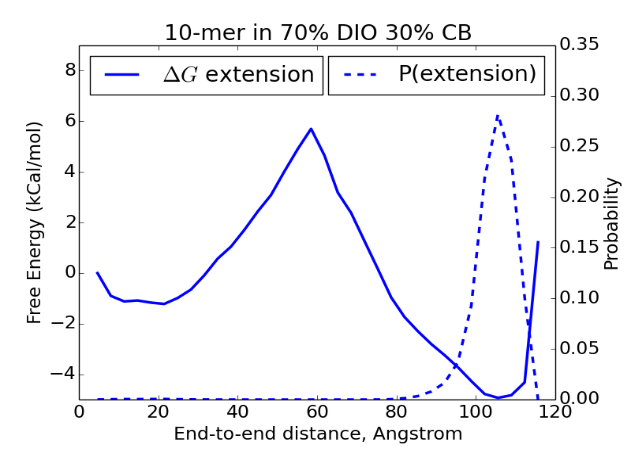 10-mer in 70% DIO 30% CB
ΔG extension
P(extension)
Free Energy (kCal/mol)
8
6
4
2
0
−2
−4
0.35
0.30
0.25
0.20
0.15
0.10
0.05
0.00
Probability
0 20 40 60 80 100 120
End-to-end distance, Angstrom